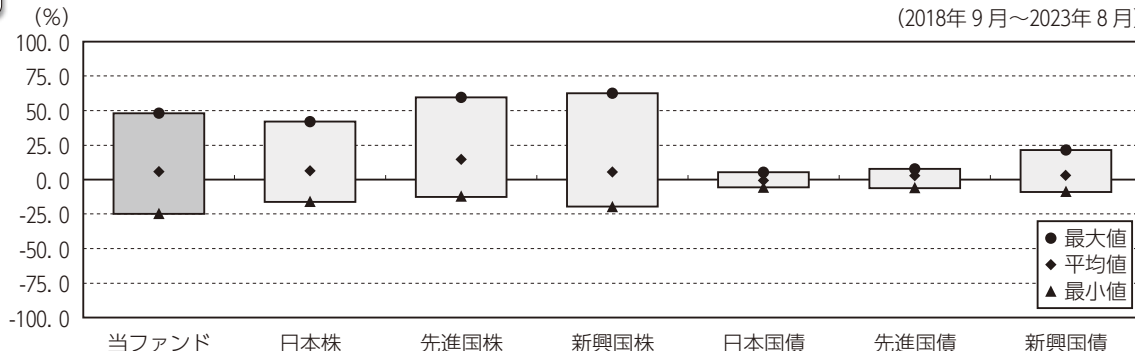 (%)
(2018年9月～2023年8月)
100.0
75.0
50.0
25.0
0.0
-25.0
-50.0
-75.0
-100.0
● 最大値
◆ 平均値
▲ 最小値
当ファンド 日本株 先進国株 新興国株 日本国債 先進国債 新興国債